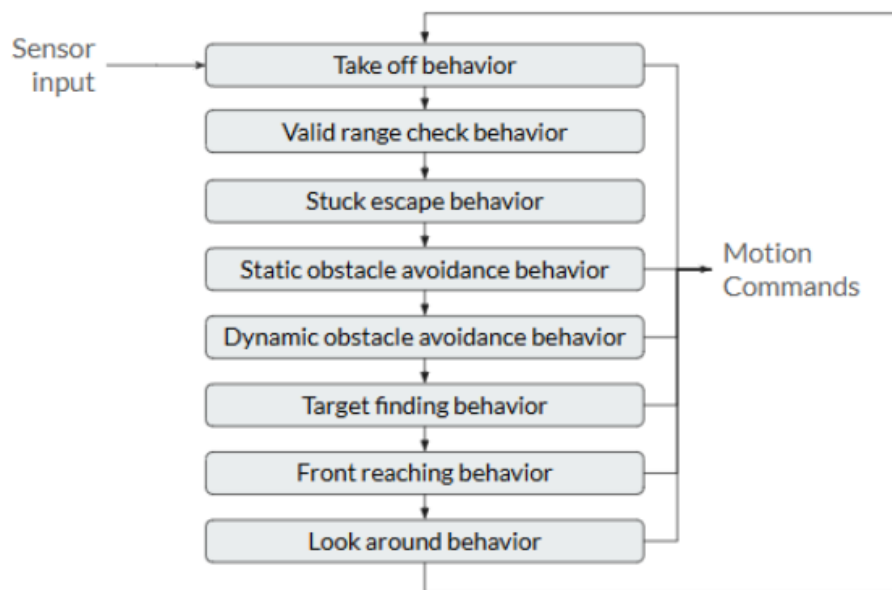 Sensor
input
Take off behavior
Valid range check behavior
Stuck escape behavior
Static obstacle avoidance behavior
Dynamic obstacle avoidance behavior
Target finding behavior
Front reaching behavior
Look around behavior
Motion
Commands